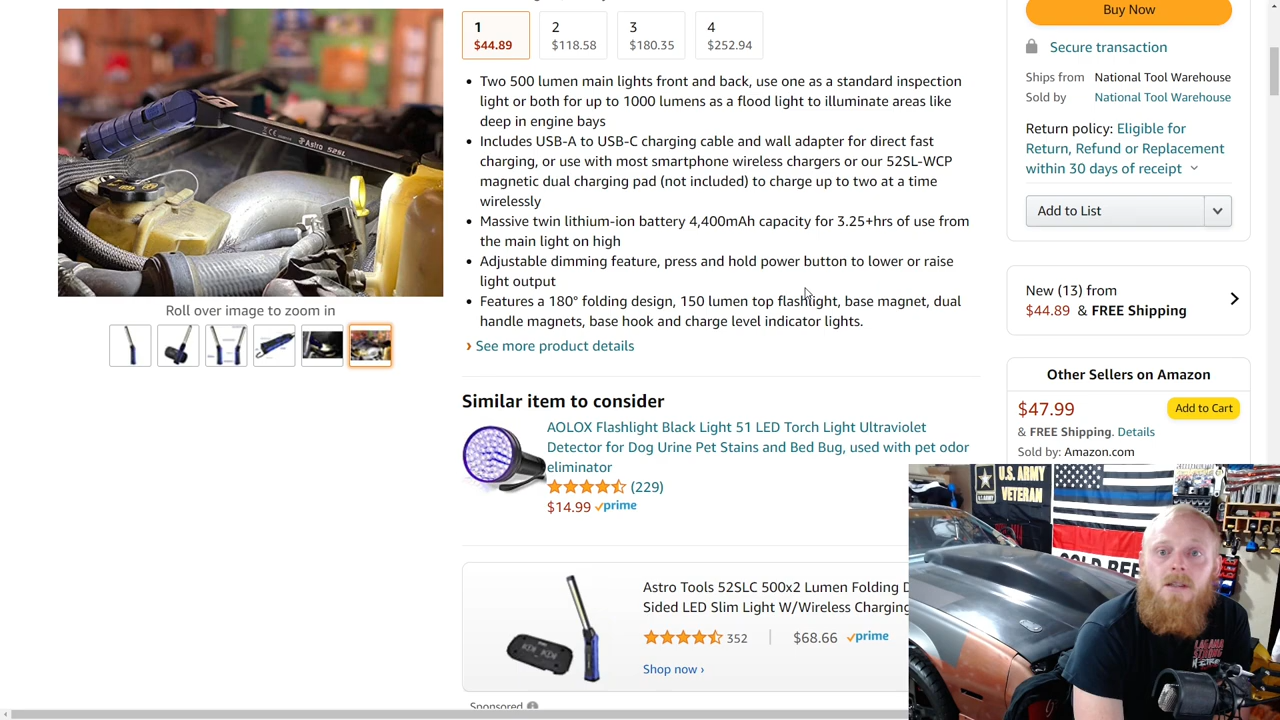 1
$44.89
2
$118.58
3
$180.35
4
$252.94
Two 500 lumen main lights front and back, use one as a standard inspection
light or both for up to 1000 lumens as a flood light to illuminate areas like
deep in engine bays
Includes USB-A to USB-C charging cable and wall adapter for direct fast
charging, or use with most smartphone wireless chargers or our 52SL-WCP
magnetic dual charging pad (not included) to charge up to two at a time
wirelessly
Massive twin lithium-ion battery 4,400mAh capacity for 3.25+hrs of use from
the main light on high
Adjustable dimming feature, press and hold power button to lower or raise
light output
Features a 180° folding design, 150 lumen top flashlight, base magnet, dual
handle magnets, base hook and charge level indicator lights.
› See more product details
Astro 52SL
Roll over image to zoom in
Similar item to consider
AOLOX Flashlight Black Light 51 LED Torch Light Ultraviolet
Detector for Dog Urine Pet Stains and Bed Bug, used with pet odor
eliminator
(229)
$14.99 prime
Astro Tools 52SLC 500x2 Lumen Folding D
Sided LED Slim Light W/Wireless Charging
352 | $68.66 prime
Shop now ›
Sponsored
Buy Now
Secure transaction
Ships from National Tool Warehouse
Sold by National Tool Warehouse
Return policy: Eligible for
Return, Refund or Replacement
within 30 days of receipt
Add to List
New (13) from
$44.89 & FREE Shipping
Other Sellers on Amazon
$47.99
Add to Cart
& FREE Shipping. Details
Sold by: Amazon.com
U.S. ARMY
VETERAN